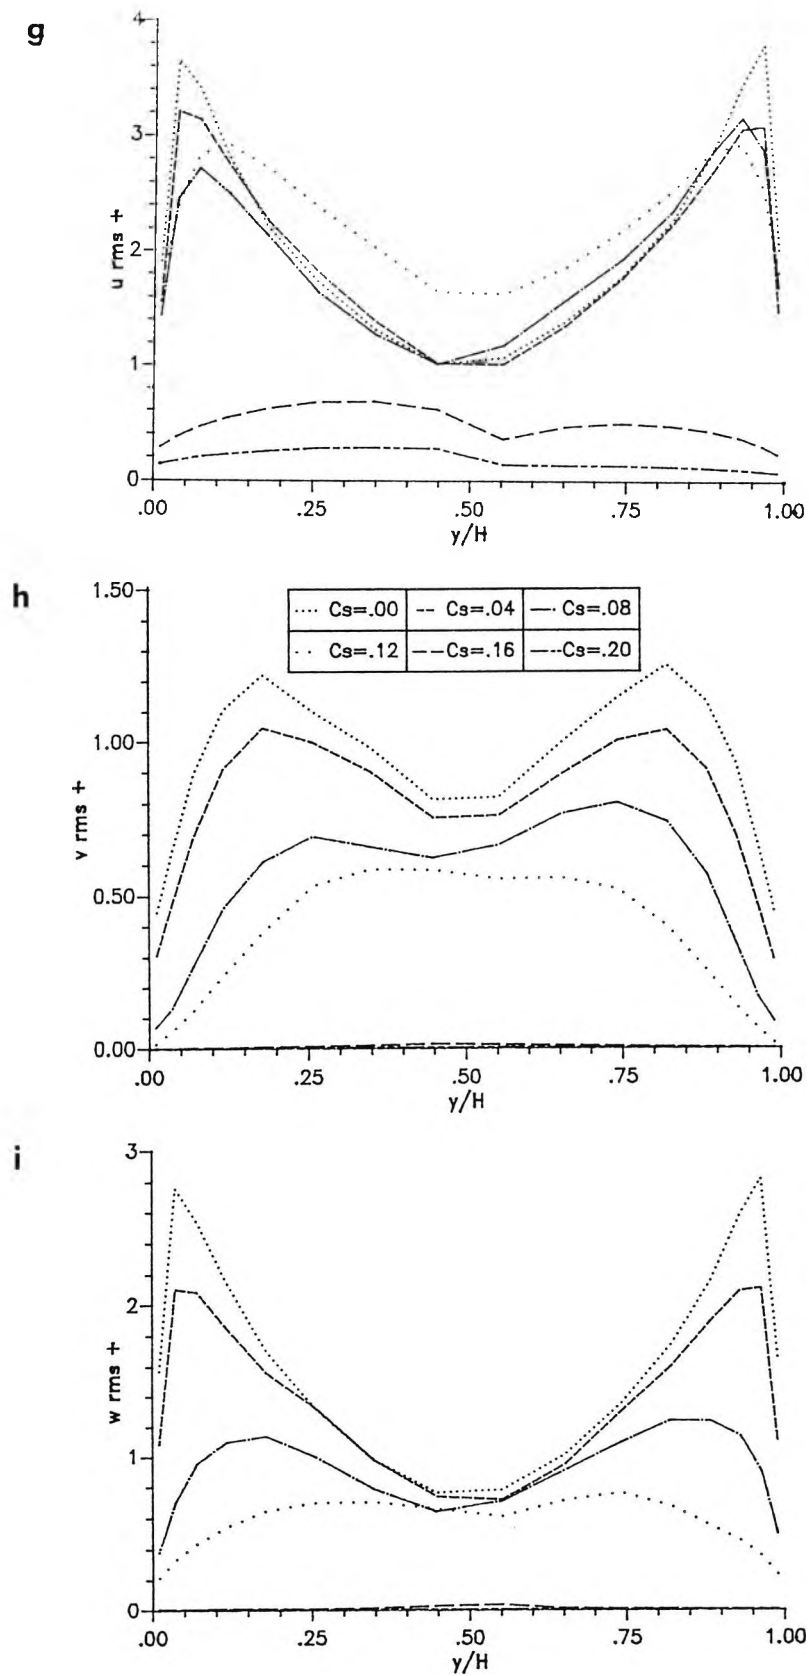 g
4
3
2
1
0
u rms +
.00 .25 .50 .75 1.00
y/H
h
1.50
1.00
0.50
0.00
v rms +
Cs=.00 Cs=.04 Cs=.08
Cs=.12 Cs=.16 Cs=.20
.00 .25 .50 .75 1.00
y/H
i
3
2
1
0
w rms +
.00 .25 .50 .75 1.00
y/H